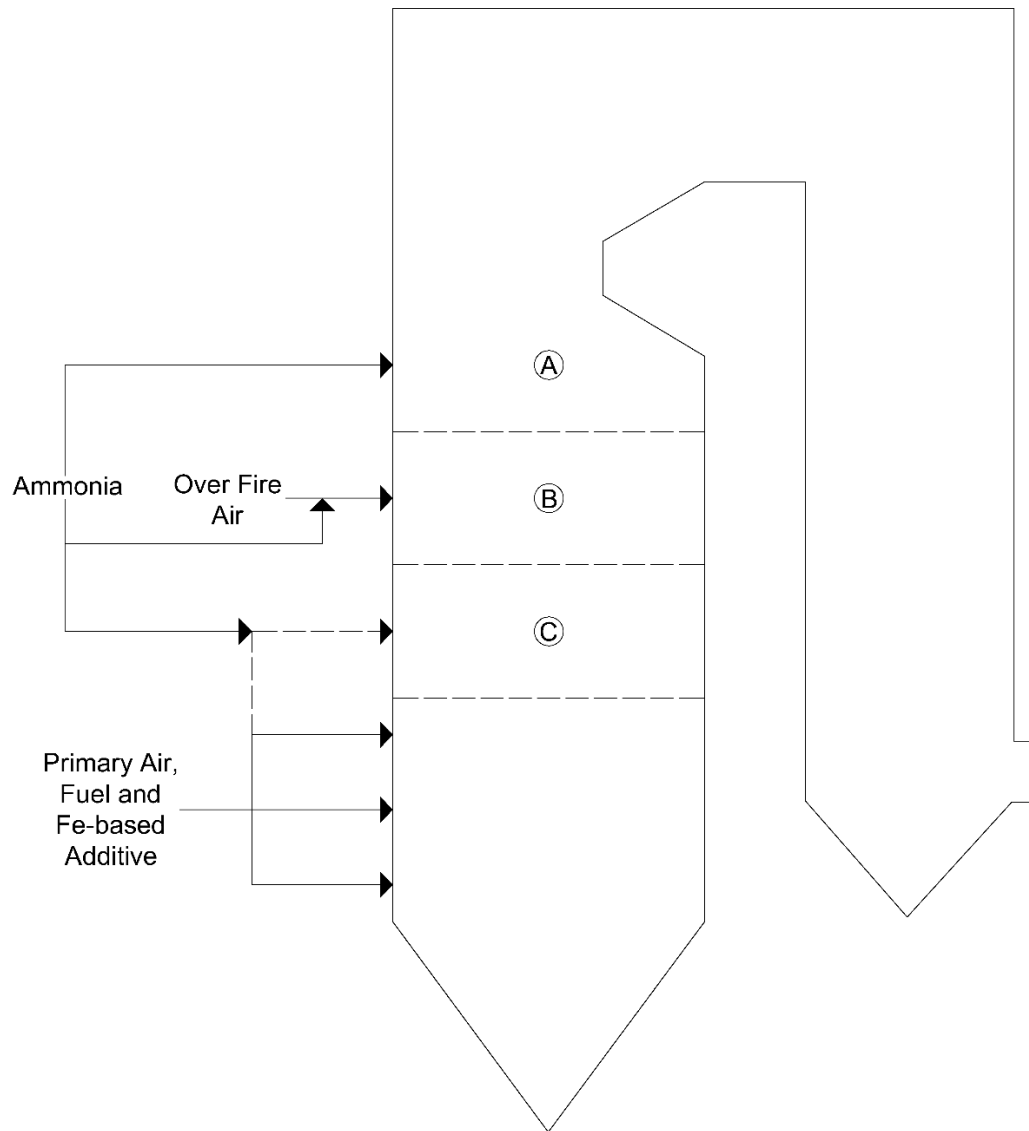 A
Ammonia
Over Fire
Air
B
C
Primary Air,
Fuel and
Fe-based
Additive